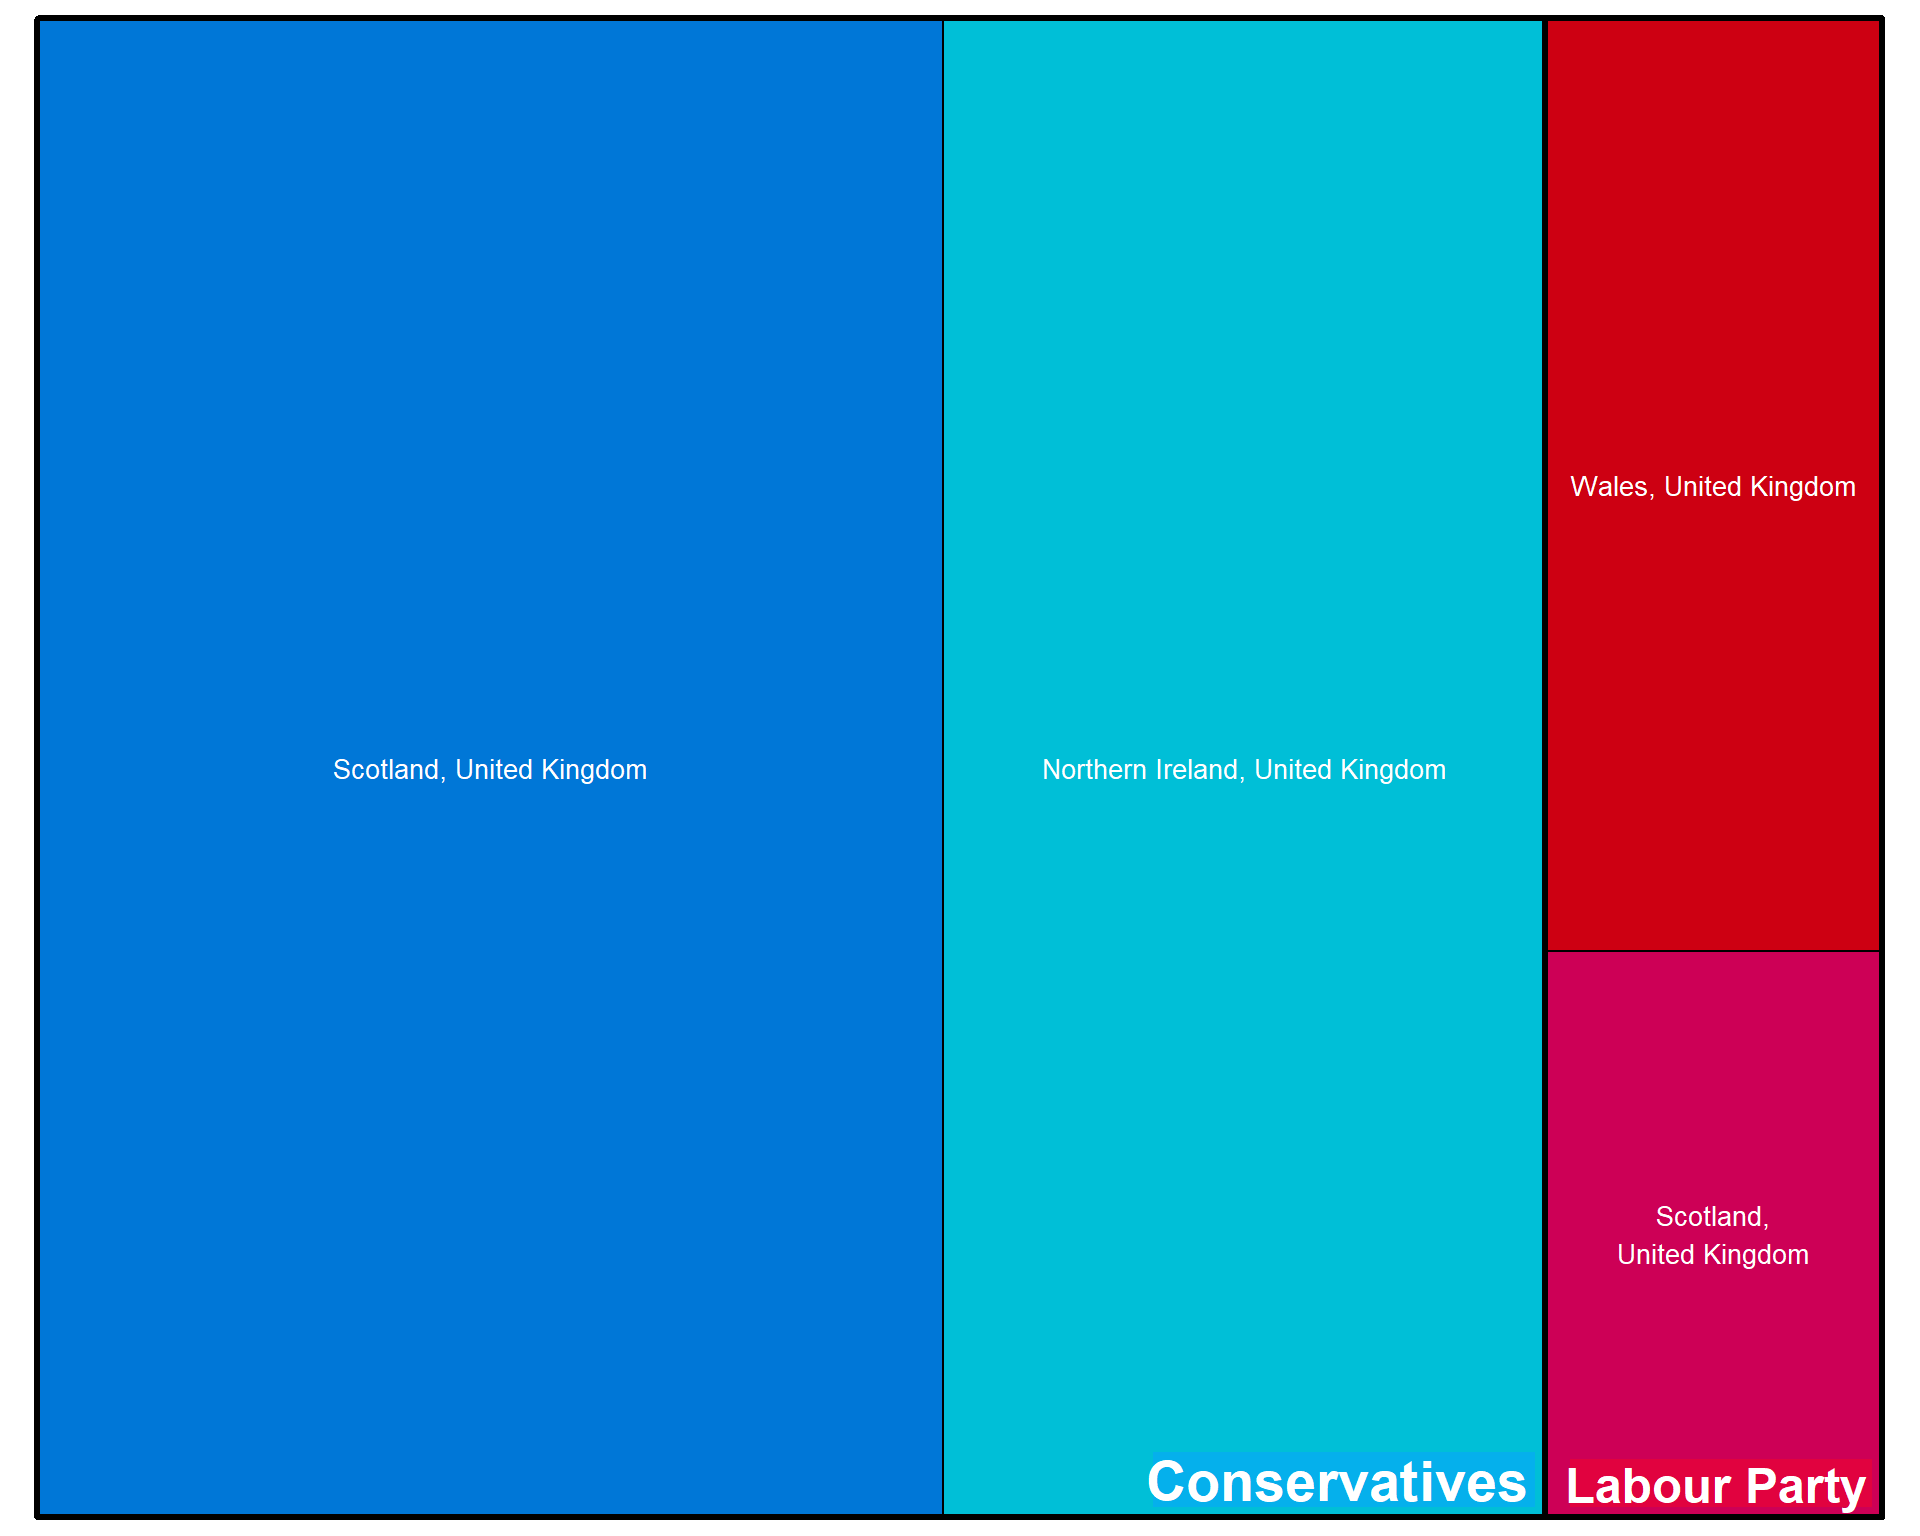 Wales, United Kingdom
Scotland, United Kingdom
Northern Ireland, United Kingdom
Scotland,
United Kingdom
Conservatives
Labour Party